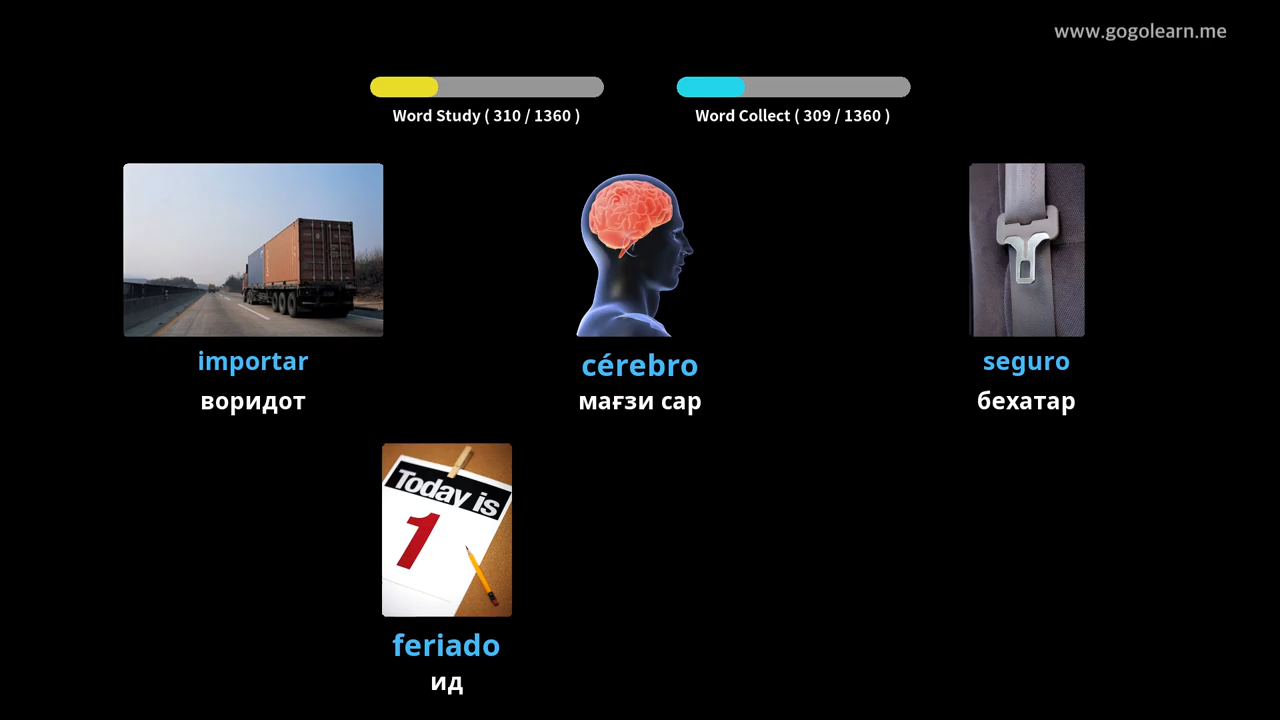 www.gogolearn.me
Word Study ( 310 / 1360 )
Word Collect ( 309 / 1360 )
importar
cérebro
seguro
воридот
мағзи сар
бехатар
Today is
1
feriado
ид